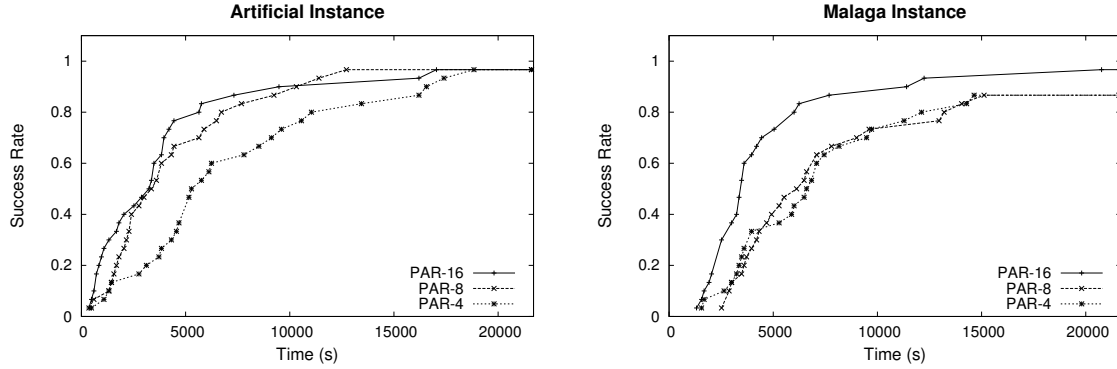 Artificial Instance
Success Rate
1
0.8
0.6
0.4
0.2
0
0
5000
10000
15000
20000
Time (s)
PAR-16
PAR-8
PAR-4
Malaga Instance
Success Rate
1
0.8
0.6
0.4
0.2
0
0
5000
10000
15000
20000
Time (s)
PAR-16
PAR-8
PAR-4